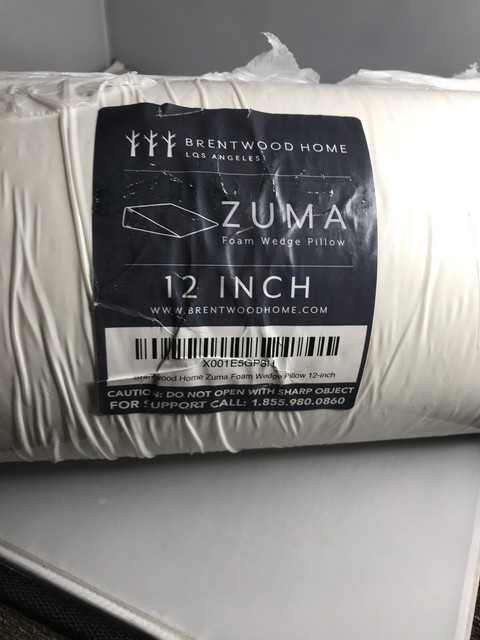 BRENTWOOD HOME
LOS ANGELES
ZUMA
Foam Wedge Pillow
12 INCH
WWW.BRENTWOODHOME.COM
Home Zuma Foam Wedge Pillow 12-inch
CAUTION: DO NOT OPEN WITH SHARP OBJECT
FOR SUPPORT CALL: 1.855.980.0860